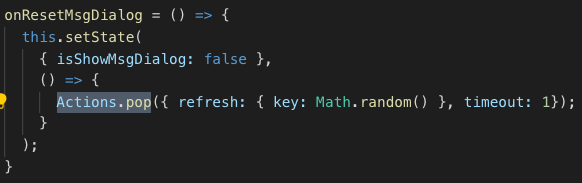 onResetMsgDialog = () => {
this.setState(
{ isShowMsgDialog: false },
() => {
Actions.pop({ refresh: { key: Math.random() }, timeout: 1});
}
);
}